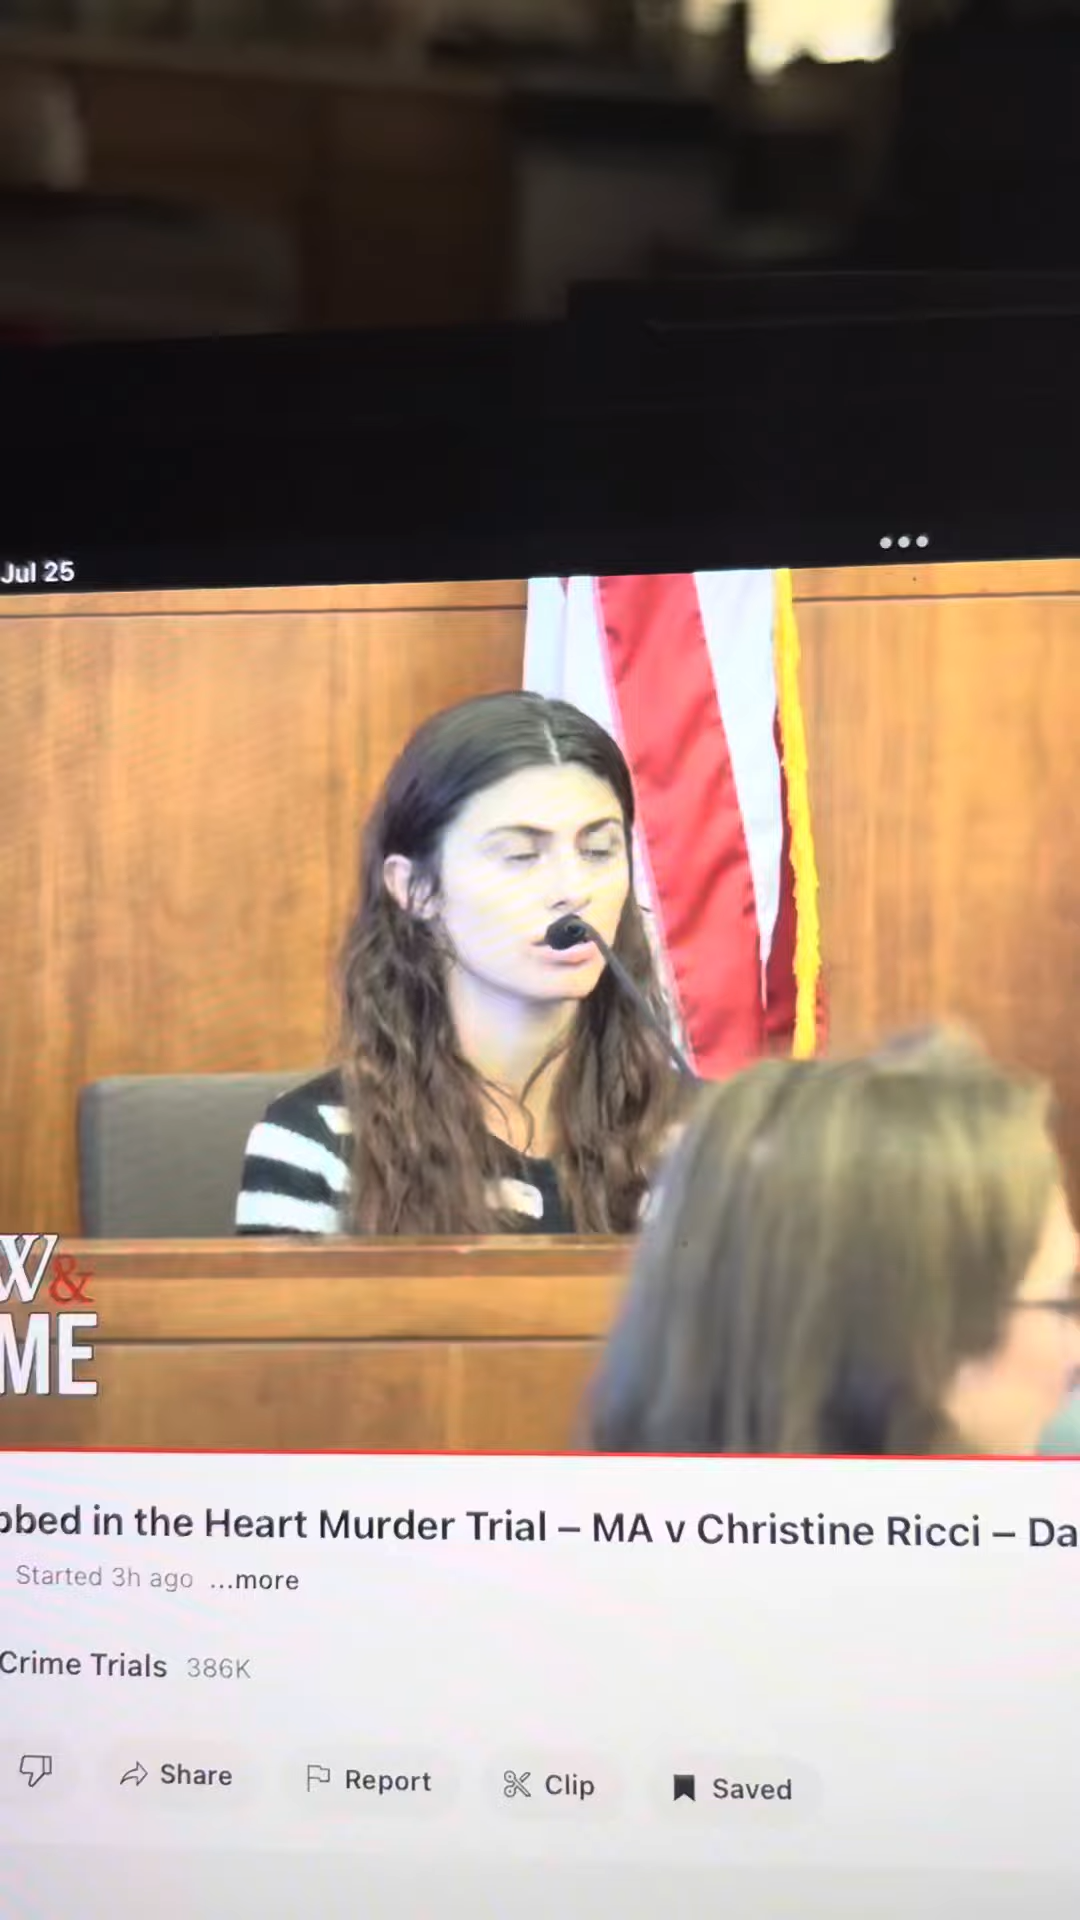 Jul 25
W&
ME
bbed in the Heart Murder Trial – MA v Christine Ricci – Da
Started 3h ago ...more
Crime Trials 386K
Share Report Clip Saved